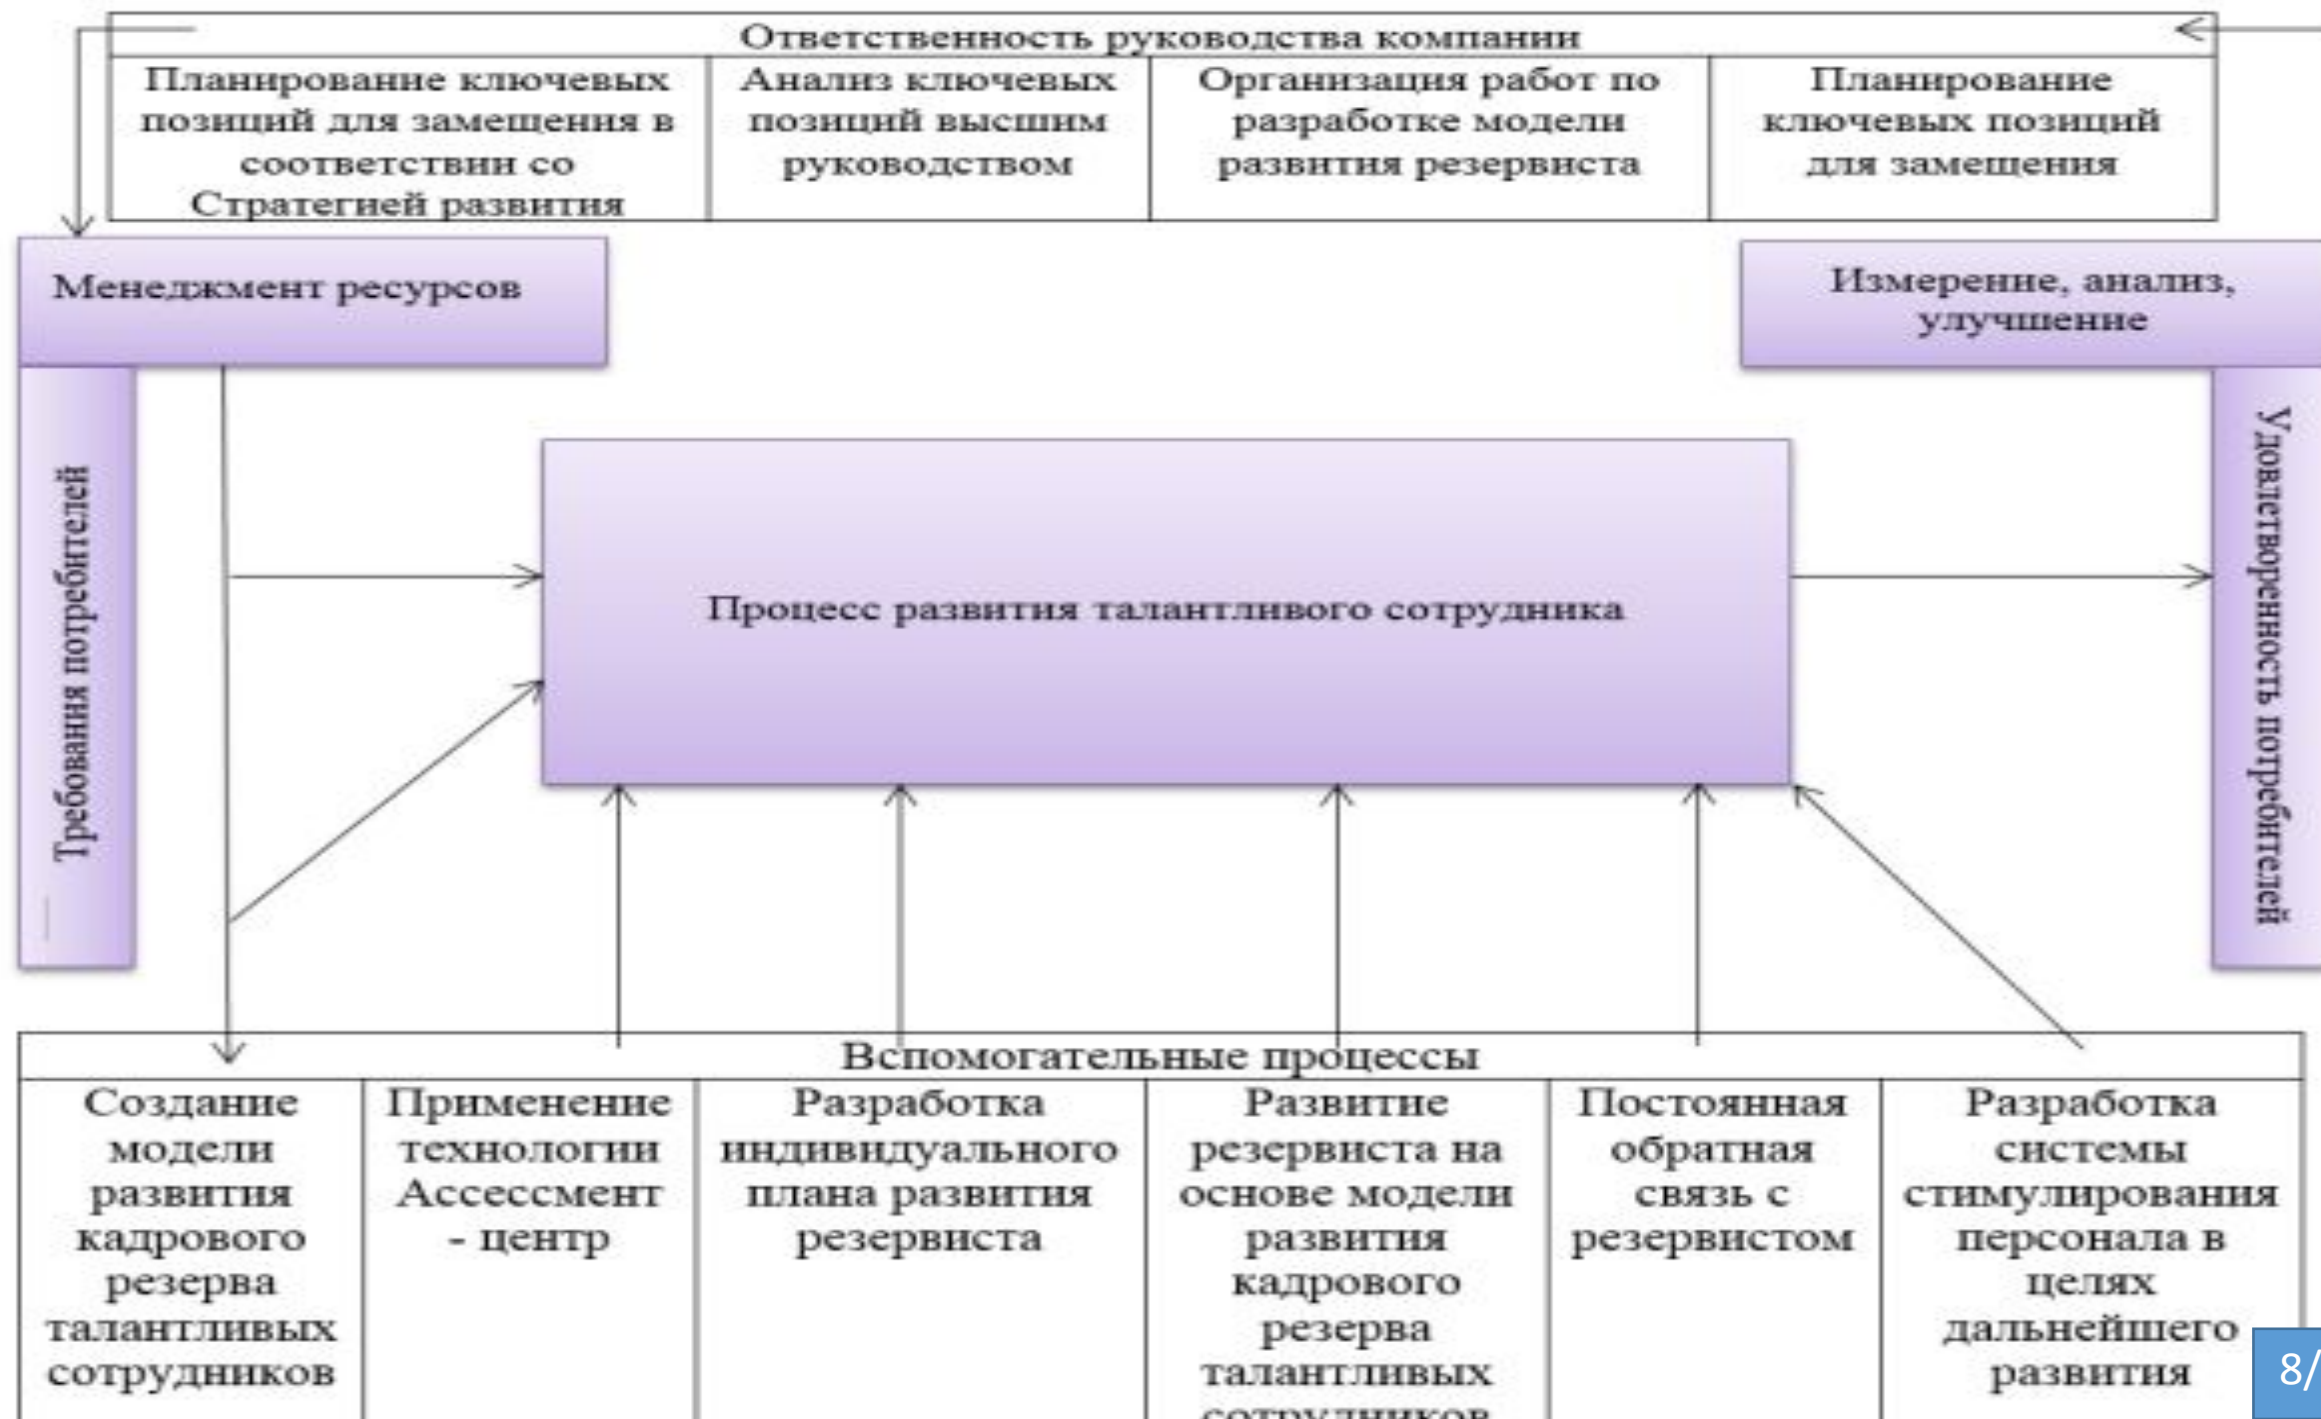 Ответственность руководства компании
Планирование ключевых
позиций для замещения в
соответствии со
Стратегией развития
Анализ ключевых
позиций высшим
руководством
Организация работ по
разработке модели
развития резервиста
Планирование
ключевых позиций
для замещения
Менеджмент ресурсов
Измерение, анализ,
улучшение
Требования потребителей
Процесс развития талантливого сотрудника
Удовлетворенность потребителей
Вспомогательные процессы
Создание
модели
развития
кадрового
резерва
талантливых
сотрудников
Применение
технологии
Ассессмент
- центр
Разработка
индивидуального
плана развития
резервиста
Развитие
резервиста на
основе модели
развития
кадрового
резерва
талантливых
сотрудников
Постоянная
обратная
связь с
резервистом
Разработка
системы
стимулирования
персонала в
целях
дальнейшего
развития
8/